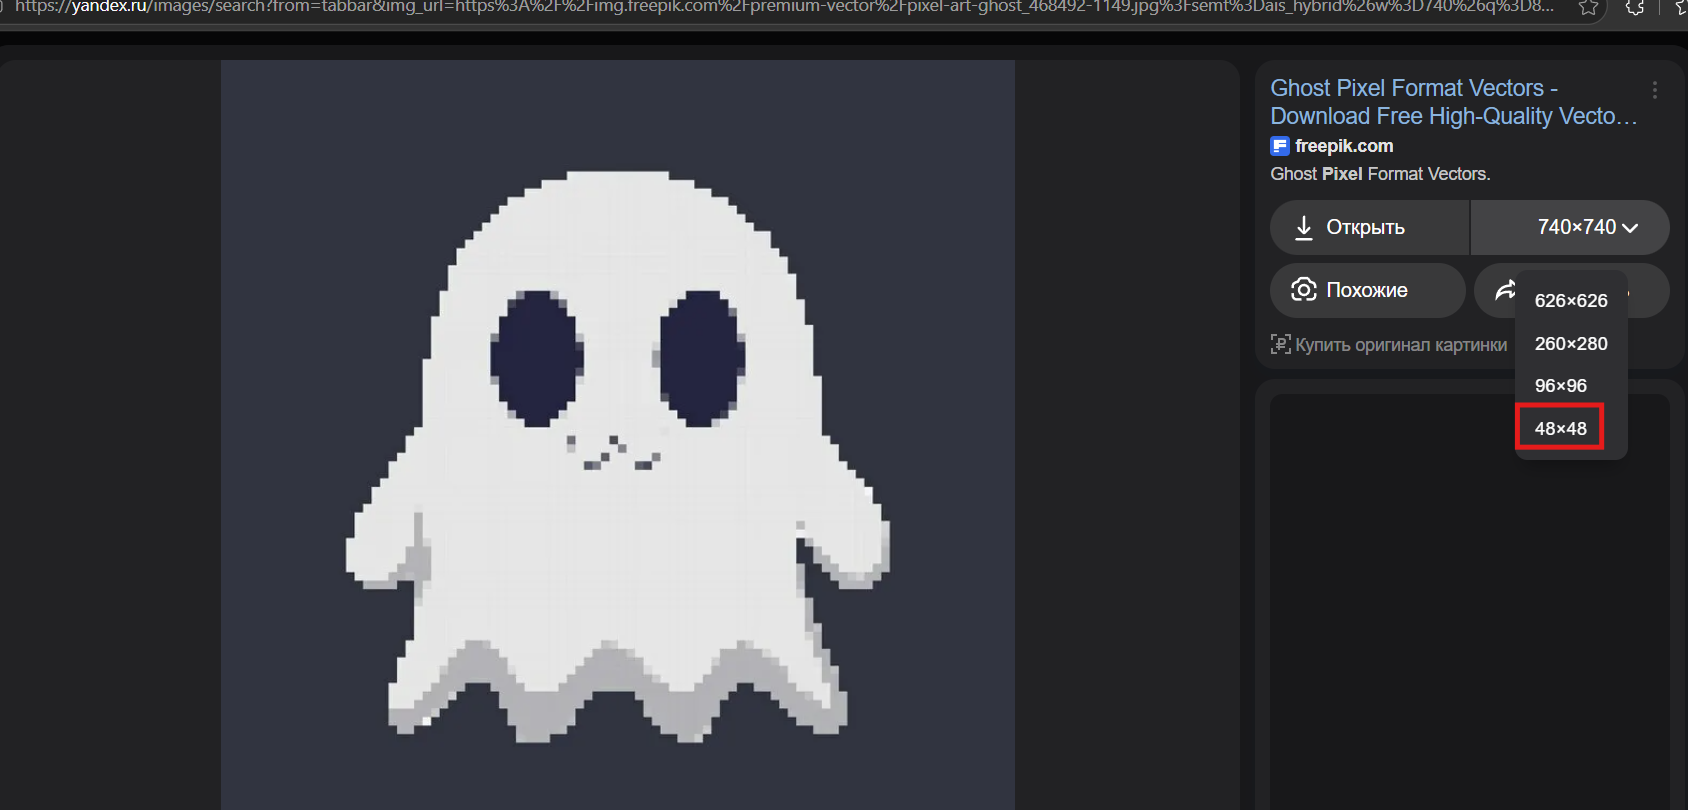 https://yandex.ru/images/search?from=tabbar&img_url=https%3A%2F%2Fimg.freepik.com%2Fpremium-vector%2Fpixel-art-ghost_468492-1149.jpg%3Fsemt%3Dais_hybrid%26w%3D740%26q%3D8...
Ghost Pixel Format Vectors -
Download Free High-Quality Vecto...
freepik.com
Ghost Pixel Format Vectors.
Открыть
740×740
Похожие
626×626
Купить оригинал картинки
260×280
96×96
48×48